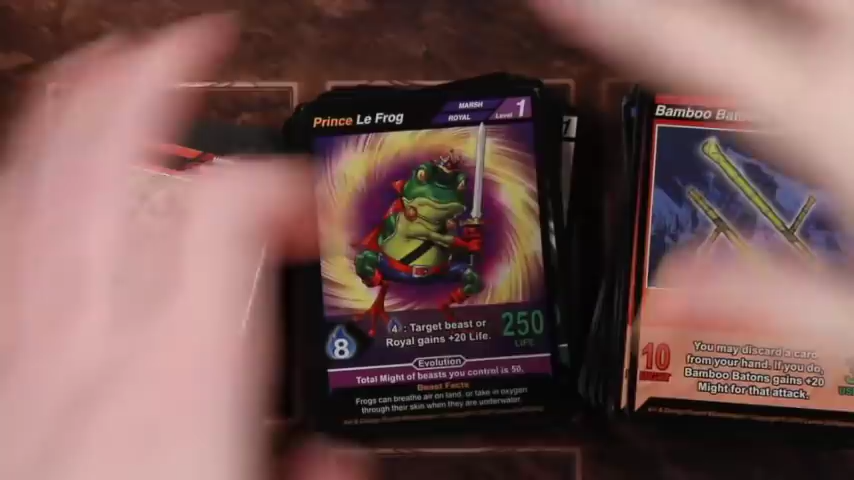 Prince Le Frog
MARSH
ROYAL
Level 1
4 : Target beast or
Royal gains +20 Life.
8
250
LIFE
Evolution
Total Might of beasts you control is 50.
Beast Facts
Frogs can breathe air on land, or take in oxygen
through their skin when they are underwater.
Bamboo
10
MIGHT
You may discard a card
from your hand. If you do,
Bamboo Batons gains +20
Might for that attack.